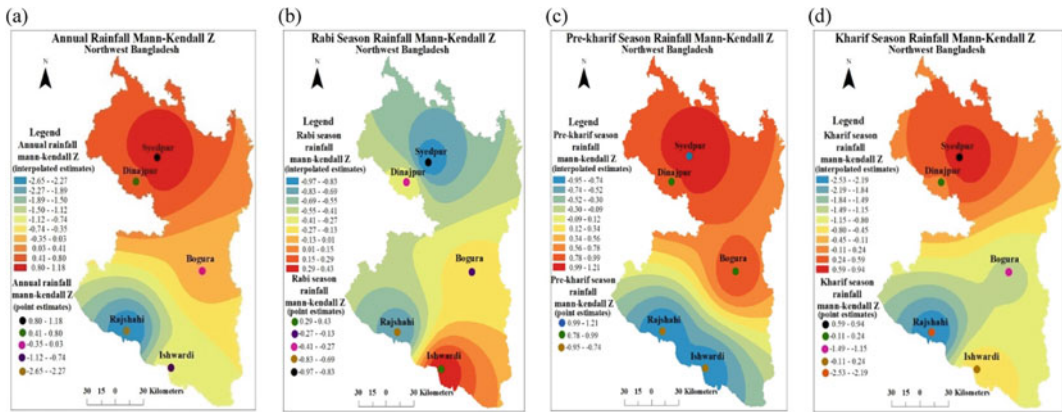 (a)
Annual Rainfall Mann-Kendall Z
Northwest Bangladesh
N
Legend
Annual rainfall
mann-kendall Z
(interpolated estimates)
-2.65 - -2.27
-2.27 - -1.89
-1.89 - -1.50
-1.50 - -1.12
-1.12 - -0.74
-0.74 - -0.35
-0.35 - 0.03
0.03 - 0.41
0.41 - 0.80
0.80 - 1.18
Annual rainfall
mann-kendall Z
(point estimates)
0.80 - 1.18
0.41 - 0.80
-0.35 - 0.03
-1.12 - -0.74
-2.65 - -2.27
Syedpur
Dinajpur
Bogura
Rajshahi
Ishwardi
30 15 0 30 Kilometers
(b)
Rabi Season Rainfall Mann-Kendall Z
Northwest Bangladesh
N
Legend
Rabi season
rainfall
mann-kendall Z
(interpolated estimates)
-0.97 - -0.83
-0.83 - -0.69
-0.69 - -0.55
-0.55 - -0.41
-0.41 - -0.27
-0.27 - -0.13
-0.13 - 0.01
0.01 - 0.15
0.15 - 0.29
0.29 - 0.43
Rabi season
rainfall
mann-kendall Z
(point estimates)
0.29 - 0.43
-0.27 - -0.13
-0.41 - -0.27
-0.83 - -0.69
-0.97 - -0.83
Syedpur
Dinajpur
Bogura
Rajshahi
Ishwardi
30 15 0 30 Kilometers
(c)
Pre-kharif Season Rainfall Mann-Kendall Z
Northwest Bangladesh
N
Legend
Pre-kharif season
rainfall
mann-kendall Z
(interpolated estimates)
-0.95 - -0.74
-0.74 - -0.52
-0.52 - -0.30
-0.30 - -0.09
-0.09 - 0.12
0.12 - 0.34
0.34 - 0.56
0.56 - 0.78
0.78 - 0.99
0.99 - 1.21
Pre-kharif season
rainfall
mann-kendall Z
(point estimates)
0.99 - 1.21
0.78 - 0.99
-0.95 - -0.74
Syedpur
Dinajpur
Bogura
Rajshahi
Ishwardi
30 15 0 30 Kilometers
(d)
Kharif Season Rainfall Mann-Kendall Z
Northwest Bangladesh
N
Legend
Kharif season
rainfall
mann-kendall Z
(interpolated estimates)
-2.53 - -2.19
-2.19 - -1.84
-1.84 - -1.49
-1.49 - -1.15
-1.15 - -0.80
-0.80 - -0.45
-0.45 - -0.11
-0.11 - 0.24
0.24 - 0.59
0.59 - 0.94
Kharif season
rainfall
mann-kendall Z
(point estimates)
0.59 - 0.94
-0.11 - 0.24
-1.49 - -1.15
-0.11 - 0.24
-2.53 - -2.19
Syedpur
Dinajpur
Bogura
Rajshahi
Ishwardi
30 15 0 30 Kilometers